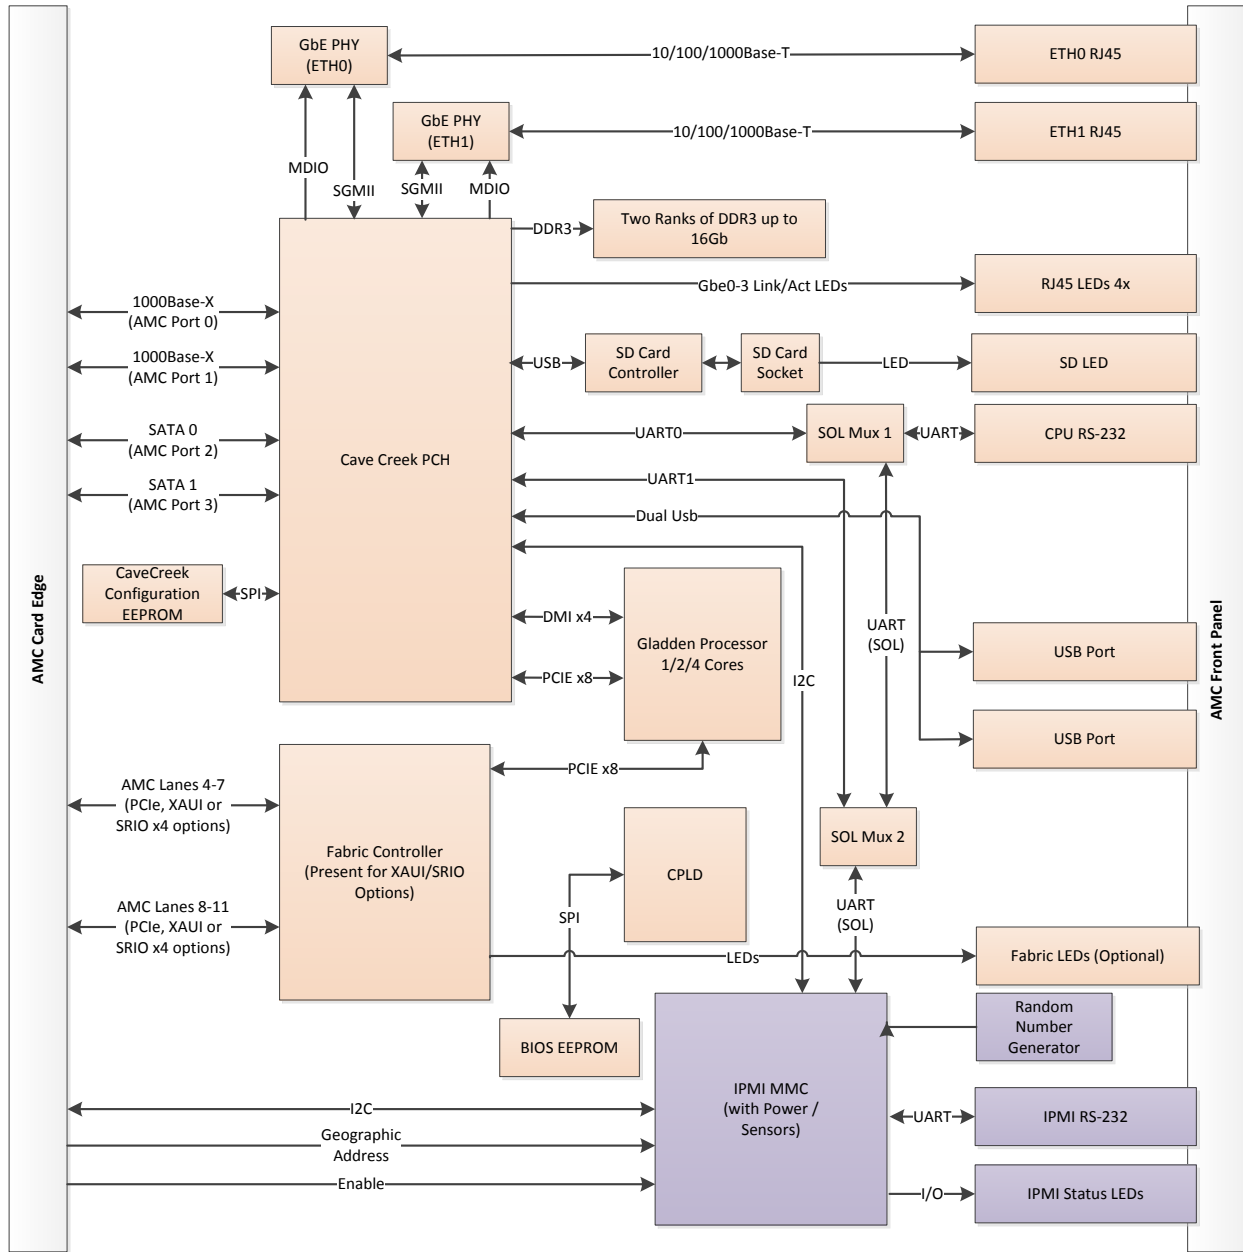 GbE PHY
(ETH0)
10/100/1000Base-T
ETH0 RJ45
GbE PHY
(ETH1)
10/100/1000Base-T
ETH1 RJ45
MDIO
SGMII
SGMII
MDIO
DDR3
Two Ranks of DDR3 up to
16Gb
Gbe0-3 Link/Act LEDs
RJ45 LEDs 4x
1000Base-X
(AMC Port 0)
1000Base-X
(AMC Port 1)
USB
SD Card
Controller
SD Card
Socket
LED
SD LED
SATA 0
(AMC Port 2)
UART0
SOL Mux 1
UART
CPU RS-232
Cave Creek PCH
SATA 1
(AMC Port 3)
UART1
Dual Usb
CaveCreek
Configuration
EEPROM
SPI
DMI x4
Gladden Processor
1/2/4 Cores
PCIE x8
I2C
UART
(SOL)
USB Port
USB Port
AMC Card Edge
AMC Front Panel
PCIE x8
AMC Lanes 4-7
(PCIe, XAUI or
SRIO x4 options)
Fabric Controller
(Present for XAUI/SRIO
Options)
CPLD
SOL Mux 2
AMC Lanes 8-11
(PCIe, XAUI or
SRIO x4 options)
SPI
UART
(SOL)
LEDs
Fabric LEDs (Optional)
BIOS EEPROM
Random
Number
Generator
IPMI MMC
(with Power /
Sensors)
I2C
UART
IPMI RS-232
Geographic
Address
Enable
I/O
IPMI Status LEDs